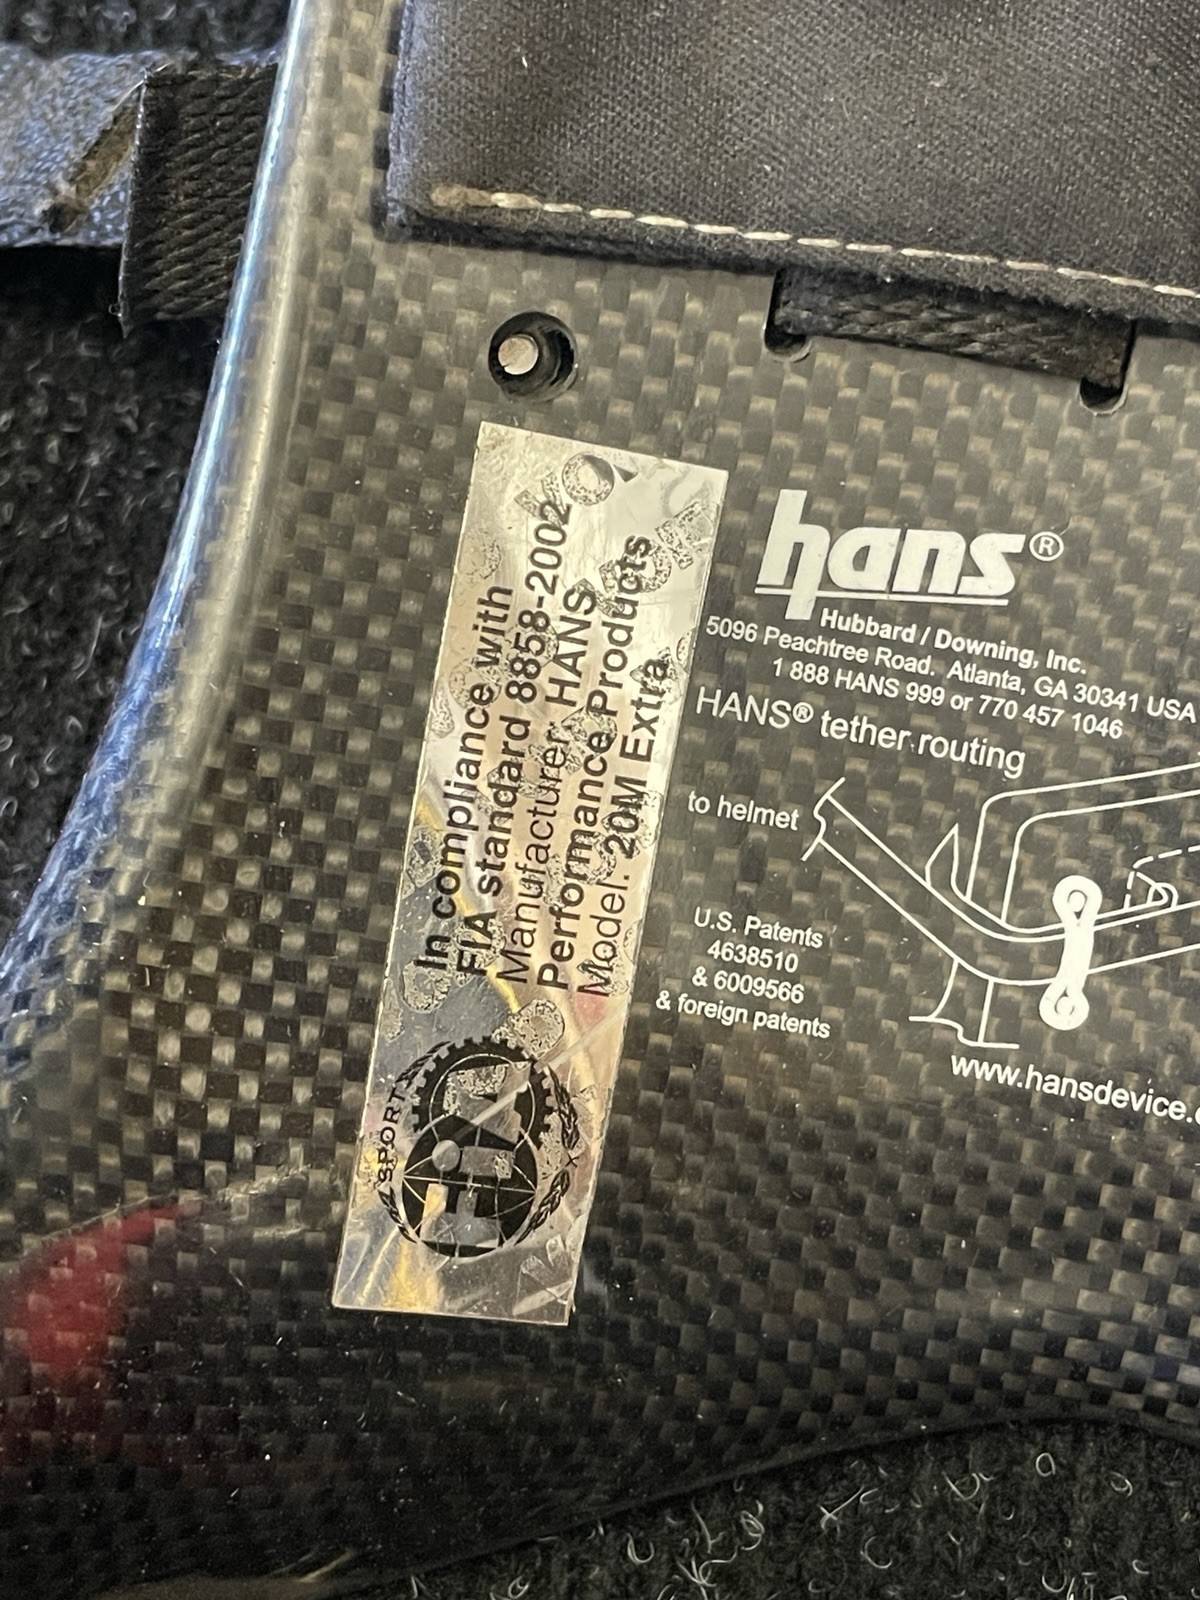 In compliance with
FIA standard 8858-2002
Manufacturer: HANS
Performance Products
Model: 20M Extra
FiA
SPORT
hans®
Hubbard / Downing, Inc.
5096 Peachtree Road. Atlanta, GA 30341 USA
1 888 HANS 999 or 770 457 1046
HANS® tether routing
to helmet
U.S. Patents
4638510
& 6009566
& foreign patents
www.hansdevice.